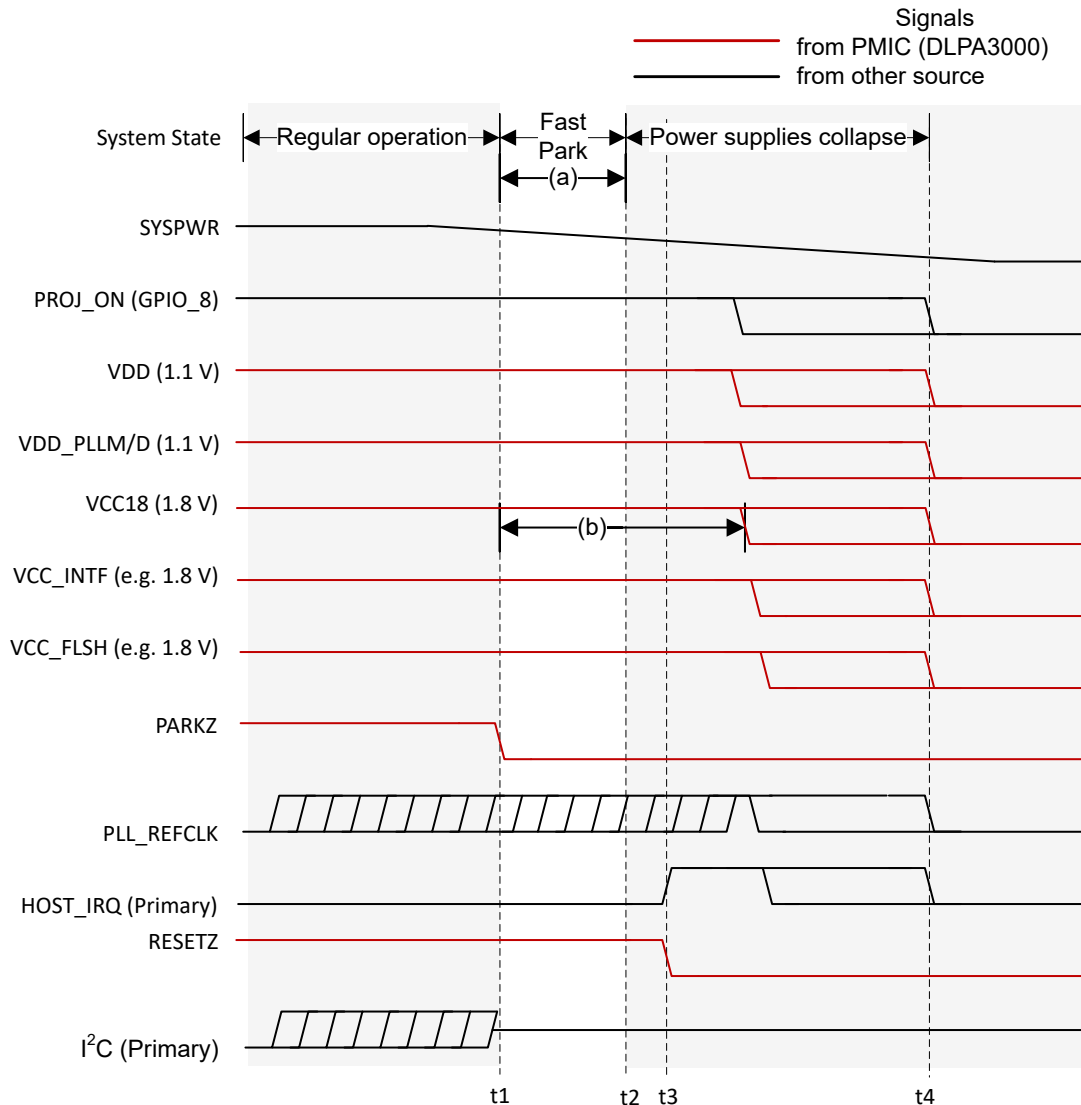 Signals
from PMIC (DLPA3000)
from other source
System State
Regular operation
Fast
Park
(a)
Power supplies collapse
SYSPWR
PROJ_ON (GPIO_8)
VDD (1.1 V)
VDD_PLLM/D (1.1 V)
VCC18 (1.8 V)
(b)
VCC_INTF (e.g. 1.8 V)
VCC_FLSH (e.g. 1.8 V)
PARKZ
PLL_REFCLK
HOST_IRQ (Primary)
RESETZ
I²C (Primary)
t1
t2
t3
t4